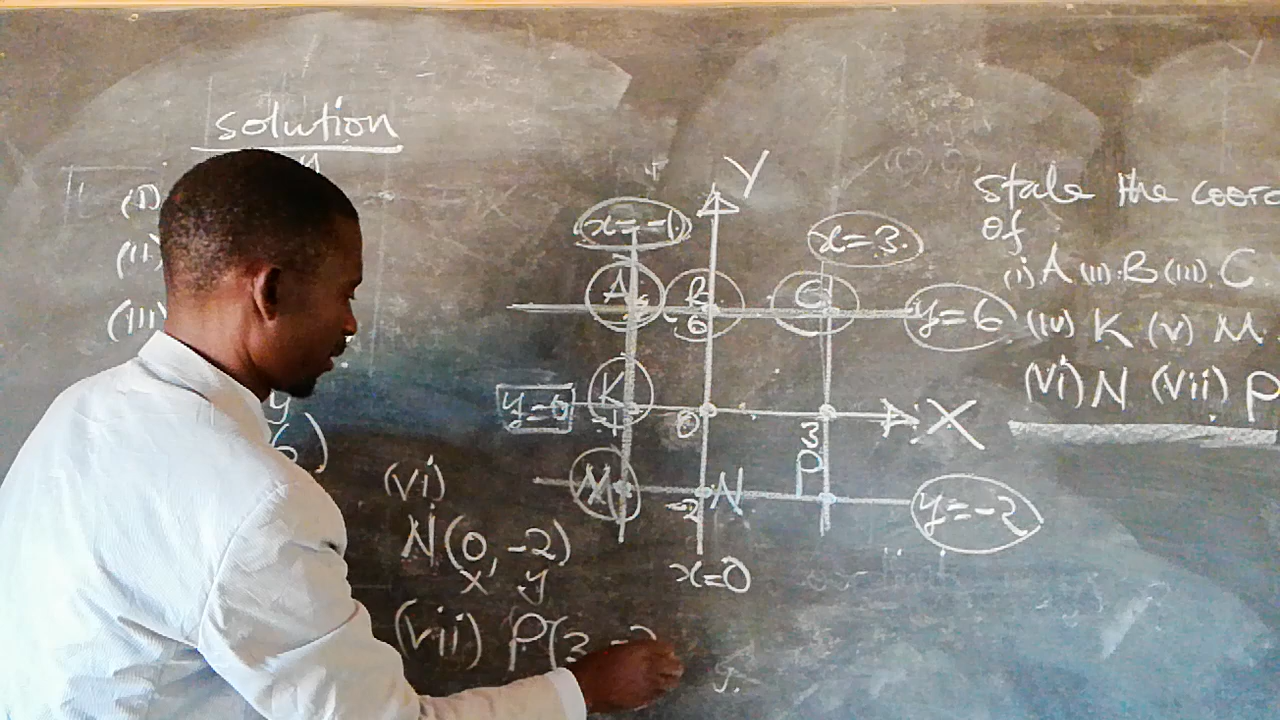 solution
(i)
(ii)
(iii)
y
(vi)
N(0, -2)
x y
(vii) P(3, -2
Y
x=-1
x=3
A B C
6
y=6
y=0
K
-1 0 3
X
M N P
-2
y=-2
x=0
State the coor
of
(i) A (ii) B (iii) C
(iv) K (v) M
(vi) N (vii) P